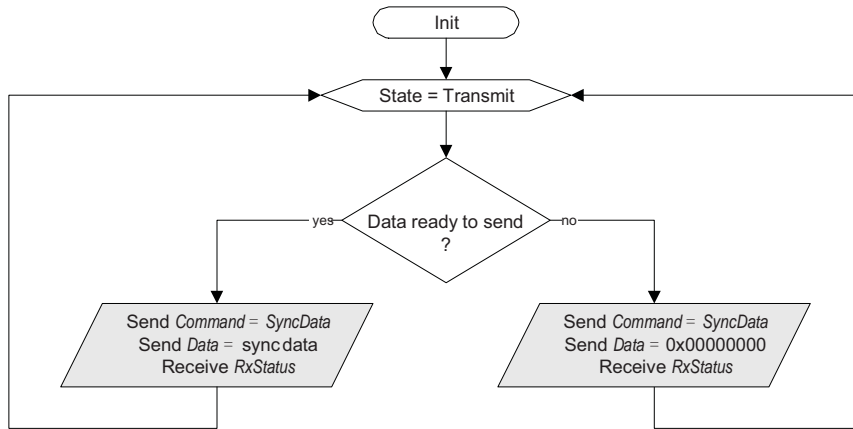 Init
State = Transmit
yes
Data ready to send
?
no
Send Command = SyncData
Send Data = sync data
Receive RxStatus
Send Command = SyncData
Send Data = 0x00000000
Receive RxStatus